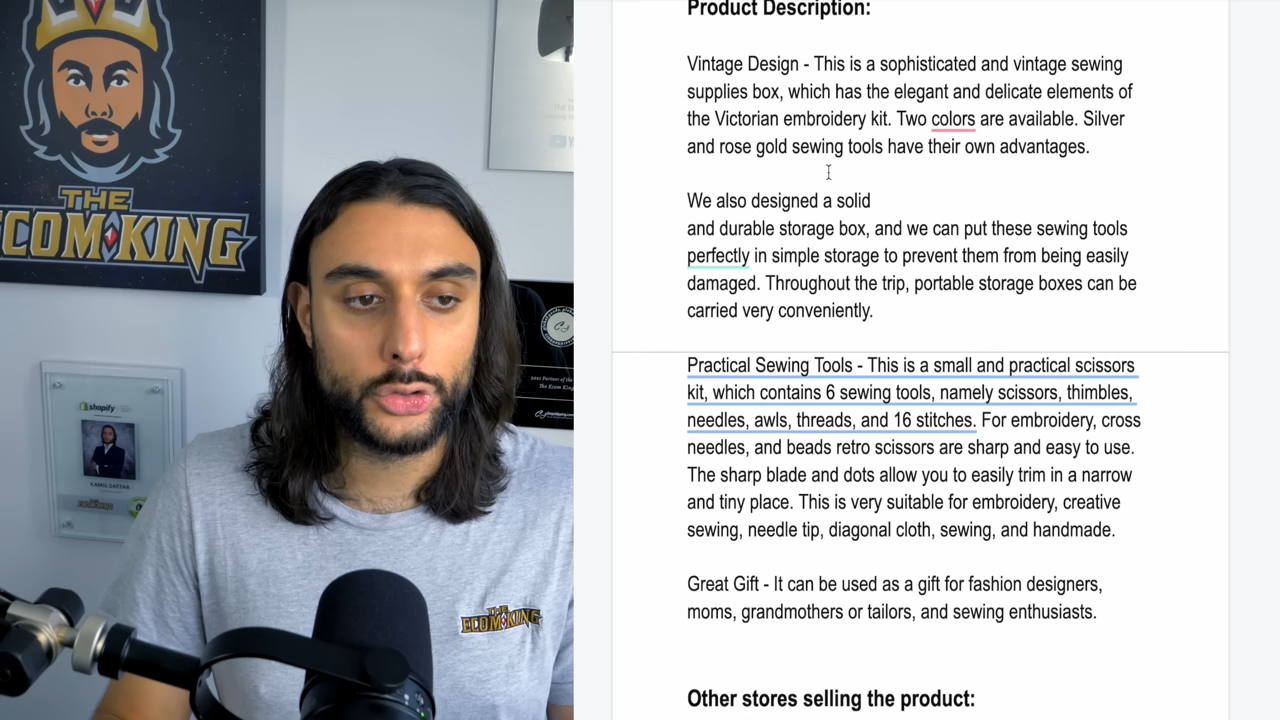 THE
ECOM KING
shopify
KAMIL SATTAR
THE
ECOM KING
Product Description:
Vintage Design - This is a sophisticated and vintage sewing
supplies box, which has the elegant and delicate elements of
the Victorian embroidery kit. Two colors are available. Silver
and rose gold sewing tools have their own advantages.
We also designed a solid
and durable storage box, and we can put these sewing tools
perfectly in simple storage to prevent them from being easily
damaged. Throughout the trip, portable storage boxes can be
carried very conveniently.
Practical Sewing Tools - This is a small and practical scissors
kit, which contains 6 sewing tools, namely scissors, thimbles,
needles, awls, threads, and 16 stitches. For embroidery, cross
needles, and beads retro scissors are sharp and easy to use.
The sharp blade and dots allow you to easily trim in a narrow
and tiny place. This is very suitable for embroidery, creative
sewing, needle tip, diagonal cloth, sewing, and handmade.
Great Gift - It can be used as a gift for fashion designers,
moms, grandmothers or tailors, and sewing enthusiasts.
Other stores selling the product: